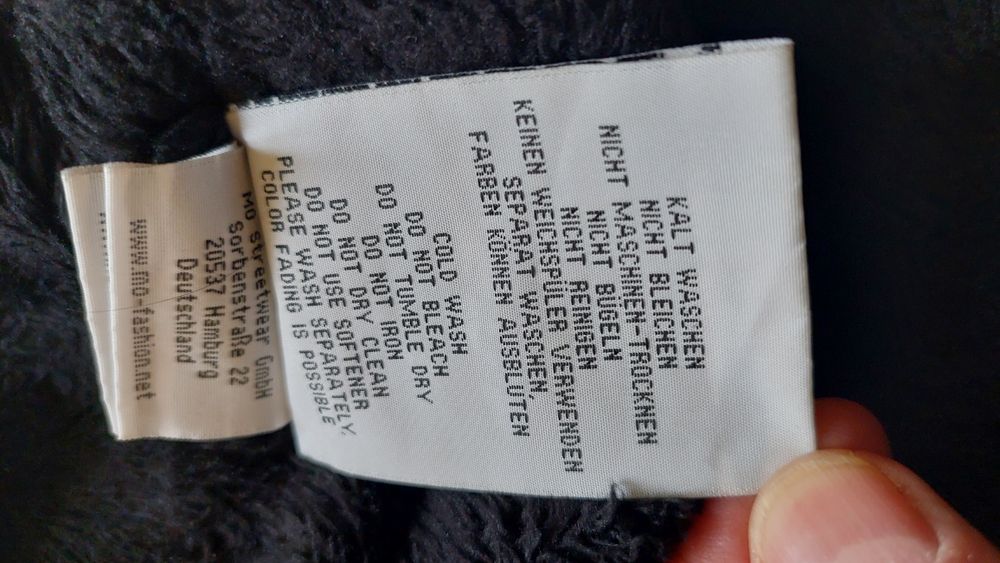 KALT WASCHEN
NICHT BLEICHEN
NICHT MASCHINEN-TROCKNEN
NICHT BÜGELN
NICHT REINIGEN
KEINEN WEICHSPÜLER VERWENDEN
SEPARAT WASCHEN,
FARBEN KÖNNEN AUSBLUTEN
COLD WASH
DO NOT BLEACH
DO NOT TUMBLE DRY
DO NOT IRON
DO NOT DRY CLEAN
DO NOT USE SOFTENER
PLEASE WASH SEPARATELY,
COLOR FADING IS POSSIBLE
MO streetwear GmbH
Sorbenstraße 22
20537 Hamburg
Deutschland
www.mo-fashion.net